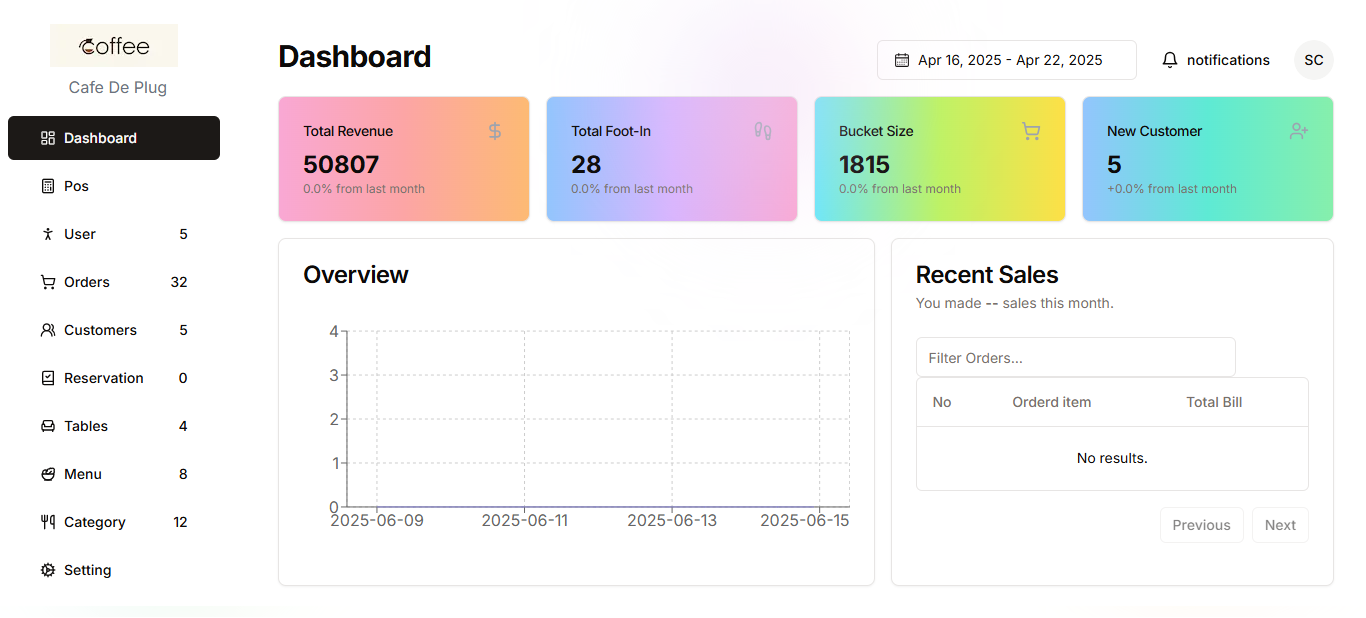 Coffee
Cafe De Plug
Dashboard
Pos
User 5
Orders 32
Customers 5
Reservation 0
Tables 4
Menu 8
Category 12
Setting
Dashboard
Apr 16, 2025 - Apr 22, 2025
notifications
SC
Total Revenue
50807
0.0% from last month
Total Foot-In
28
0.0% from last month
Bucket Size
1815
0.0% from last month
New Customer
5
+0.0% from last month
Overview
4
3
2
1
0
2025-06-09 2025-06-11 2025-06-13 2025-06-15
Recent Sales
You made -- sales this month.
Filter Orders...
No Orderd item Total Bill
No results.
Previous Next